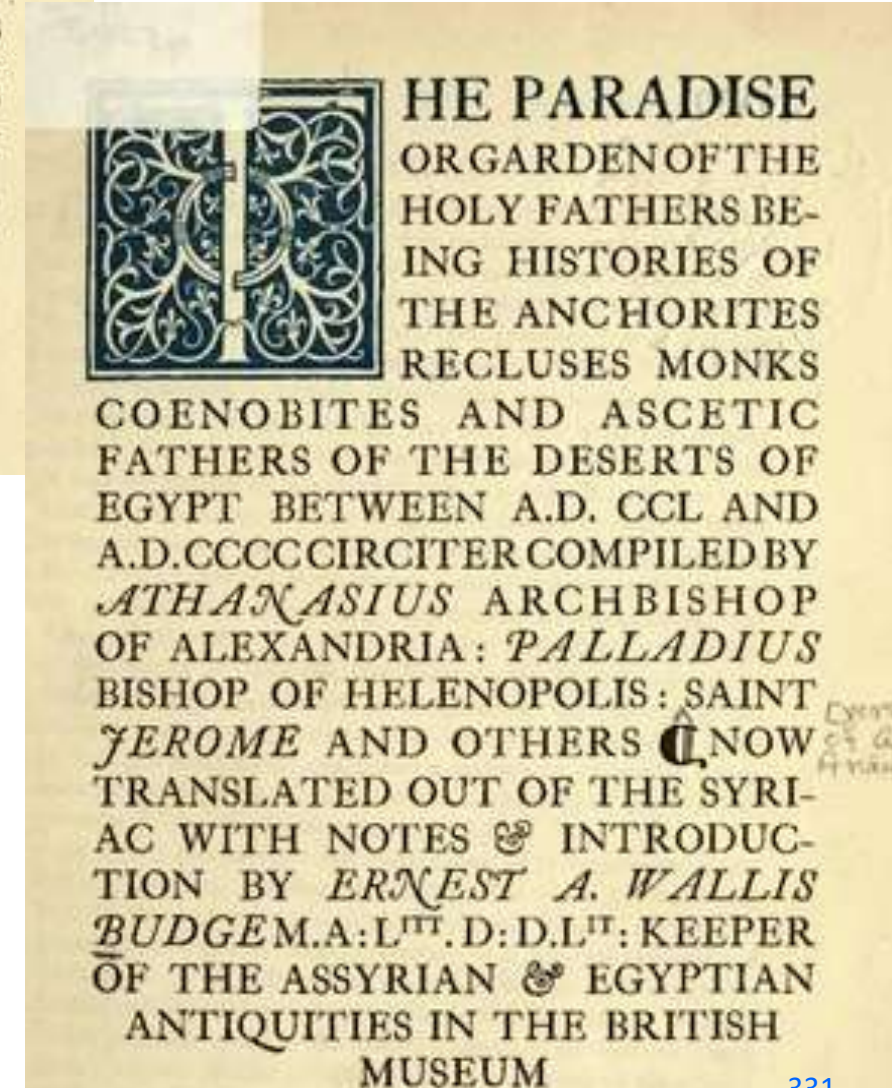 THE PARADISE
OR GARDEN OF THE
HOLY FATHERS BE-
ING HISTORIES OF
THE ANCHORITES
RECLUSES MONKS
COENOBITES AND ASCETIC
FATHERS OF THE DESERTS OF
EGYPT BETWEEN A.D. CCL AND
A.D. CCCC CIRCITER COMPILED BY
ATHANASIUS ARCHBISHOP
OF ALEXANDRIA: PALLADIUS
BISHOP OF HELENOPOLIS: SAINT
JEROME AND OTHERS NOW
TRANSLATED OUT OF THE SYRI-
AC WITH NOTES & INTRODUC-
TION BY ERNEST A. WALLIS
BUDGE M.A: LITT. D: D.LIT: KEEPER
OF THE ASSYRIAN & EGYPTIAN
ANTIQUITIES IN THE BRITISH
MUSEUM
331